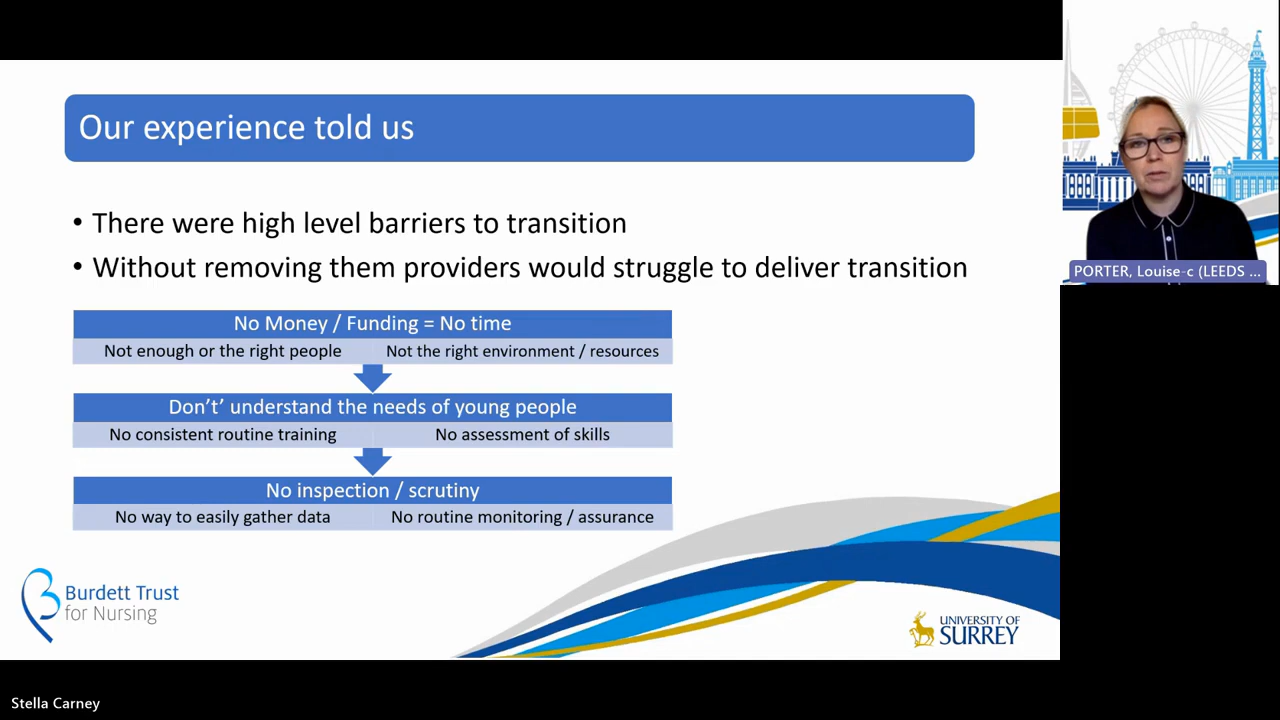 Our experience told us
• There were high level barriers to transition
• Without removing them providers would struggle to deliver transition
No Money / Funding = No time
Not enough or the right people
Not the right environment / resources
Don’t’ understand the needs of young people
No consistent routine training
No assessment of skills
No inspection / scrutiny
No way to easily gather data
No routine monitoring / assurance
Burdett Trust
for Nursing
UNIVERSITY OF
SURREY
PORTER, Louise-c (LEEDS ...
Stella Carney